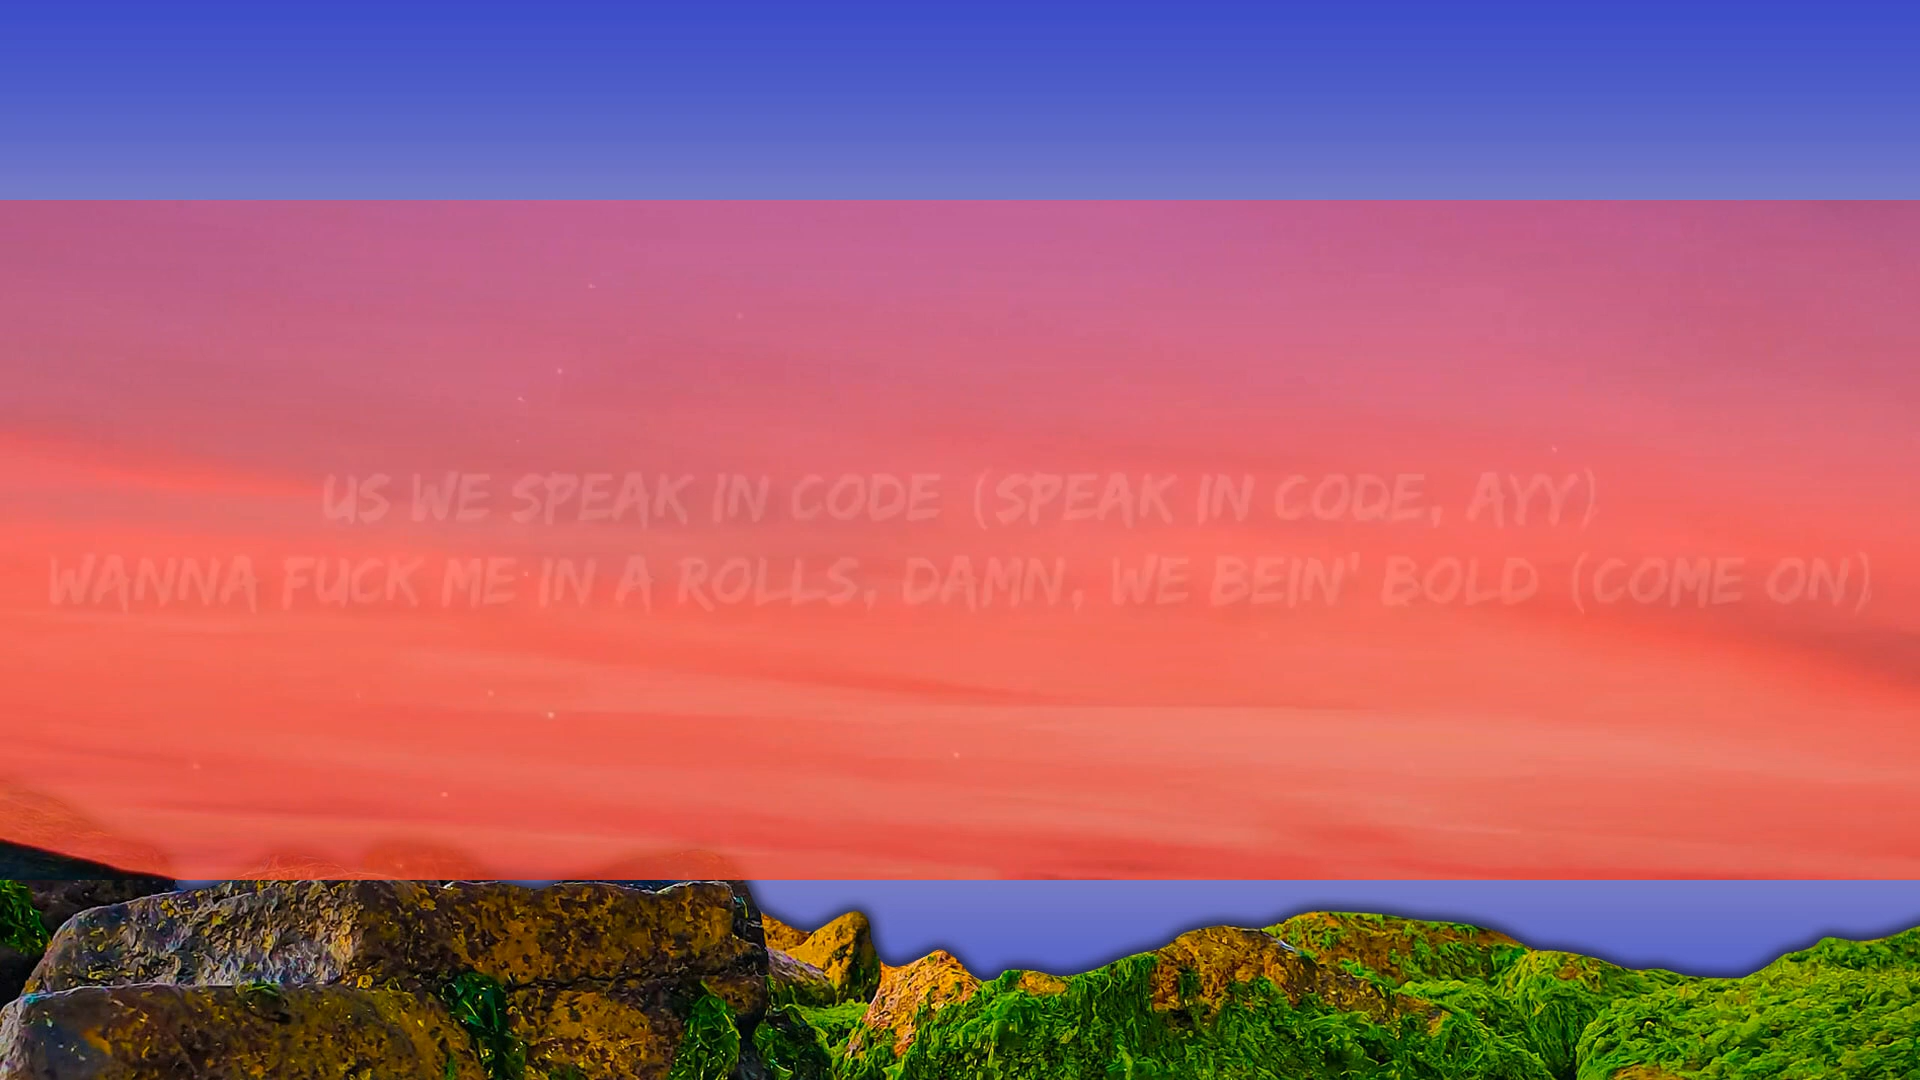 US WE SPEAK IN CODE (SPEAK IN CODE, AYY)
WANNA FUCK ME IN A ROLLS, DAMN, WE BEIN' BOLD (COME ON)